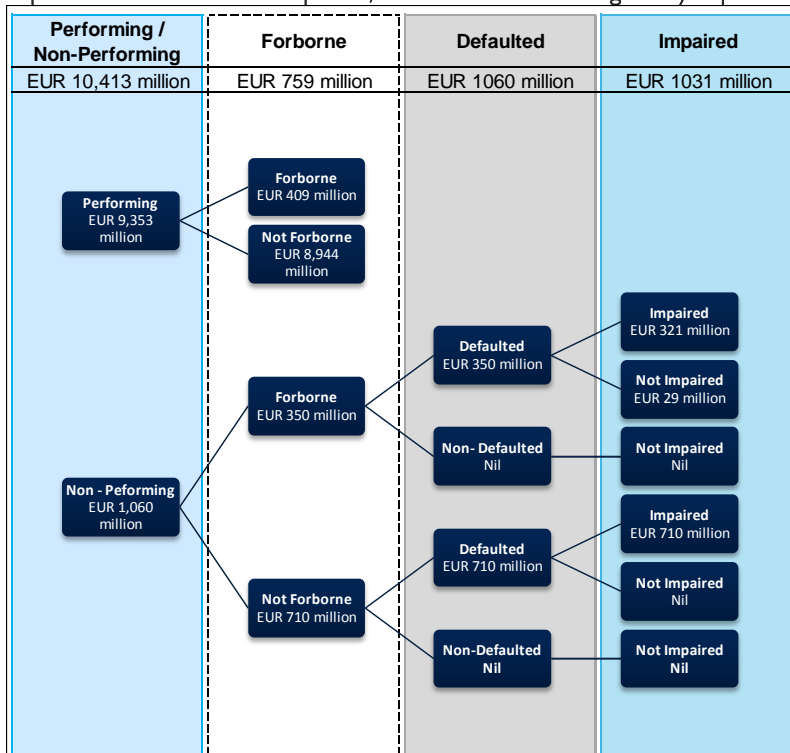 Performing /
Non-Performing
Forborne
Defaulted
Impaired
EUR 10,413 million
EUR 759 million
EUR 1060 million
EUR 1031 million
Performing
EUR 9,353
million
Forborne
EUR 409 million
Not Forborne
EUR 8,944
million
Non - Peforming
EUR 1,060
million
Forborne
EUR 350 million
Defaulted
EUR 350 million
Impaired
EUR 321 million
Not Impaired
EUR 29 million
Non- Defaulted
Nil
Not Impaired
Nil
Not Forborne
EUR 710 million
Defaulted
EUR 710 million
Impaired
EUR 710 million
Not Impaired
Nil
Non-Defaulted
Nil
Not Impaired
Nil